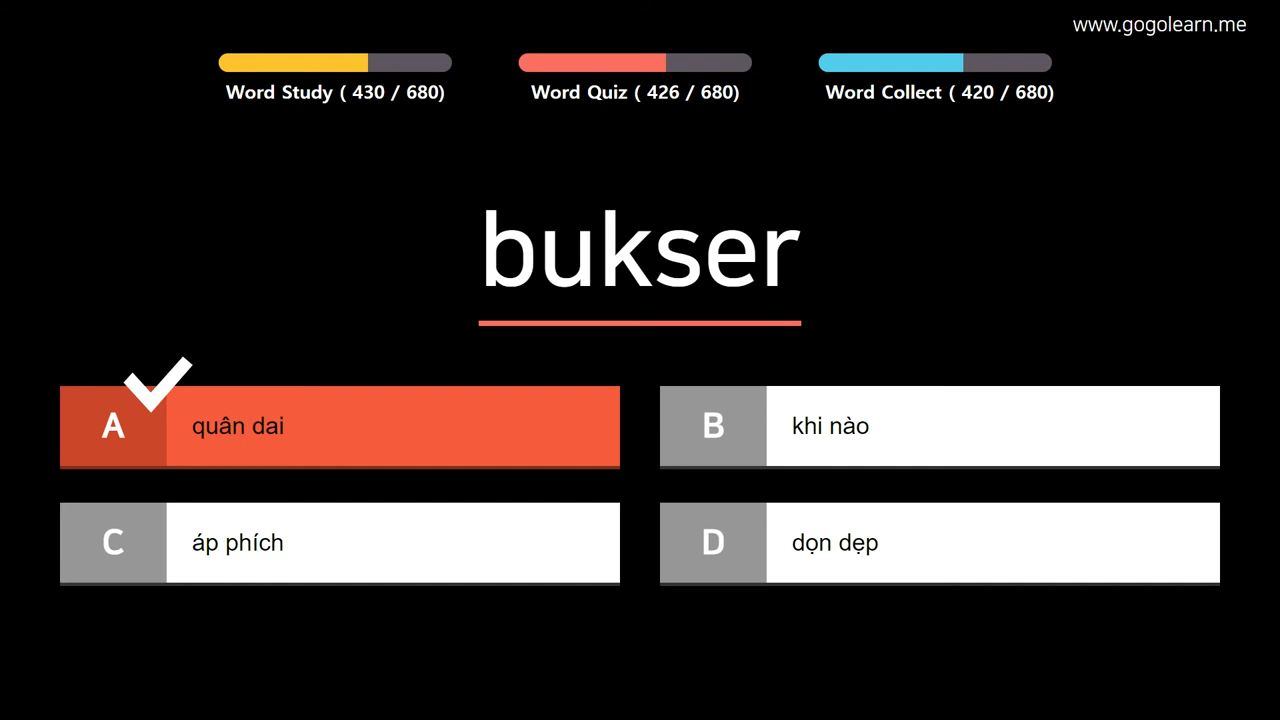 www.gogolearn.me
Word Study ( 430 / 680)
Word Quiz ( 426 / 680)
Word Collect ( 420 / 680)
bukser
A quân dai
B khi nào
C áp phích
D dọn dẹp